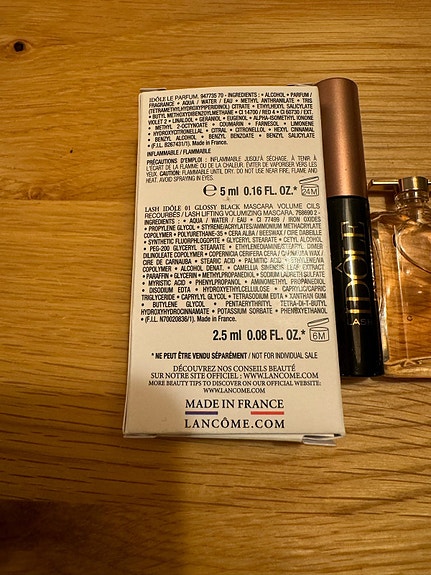 IDÔLE LE PARFUM. 947735 70 - INGREDIENTS : • ALCOHOL • PARFUM /
FRAGRANCE • AQUA / WATER / EAU • METHYL ANTHRANILATE • TRIS
(TETRAMETHYLHYDROXYPIPERIDINOL) CITRATE • ETHYLHEXYL SALICYLATE
• BUTYL METHOXYDIBENZOYLMETHANE • CI 14700 / RED 4 • CI 60730 / EXT.
VIOLET 2 • LINALOOL • GERANIOL • EUGENOL • ALPHA-ISOMETHYL IONONE
• METHYL 2-OCTYNOATE • COUMARIN • FARNESOL • LIMONENE
• HYDROXYCITRONELLAL • CITRAL • CITRONELLOL • HEXYL CINNAMAL
• BENZYL ALCOHOL • BENZYL BENZOATE • BENZYL SALICYLATE •
(F.I.L. B267431/1). Made in France.
INFLAMMABLE / FLAMMABLE
PRÉCAUTIONS D'EMPLOI : INFLAMMABLE JUSQU'À SÉCHAGE. À TENIR À
L'ÉCART DE LA FLAMME OU DE LA CHALEUR. ÉVITER DE VAPORISER VERS LES
YEUX. CAUTION: FLAMMABLE UNTIL DRY. DO NOT USE NEAR FIRE, FLAME AND
HEAT. AVOID SPRAYING IN EYES.
℮ 5 ml 0.16 FL. OZ.* 24M
LASH IDÔLE 01 GLOSSY BLACK MASCARA VOLUME CILS
RECOURBÉS / LASH LIFTING VOLUMIZING MASCARA. 768690 2 -
INGREDIENTS : • AQUA / WATER / EAU • CI 77499 / IRON OXIDES
• PROPYLENE GLYCOL • STYRENE/ACRYLATES/AMMONIUM METHACRYLATE
COPOLYMER • POLYURETHANE-35 • CERA ALBA / BEESWAX / CIRE D'ABEILLE
• SYNTHETIC FLUORPHLOGOPITE • GLYCERYL STEARATE • CETYL ALCOHOL
• PEG-200 GLYCERYL STEARATE • ETHYLENEDIAMINE/STEARYL DIMER
DILINOLEATE COPOLYMER • COPERNICIA CERIFERA CERA / CARNAUBA WAX /
CIRE DE CARNAUBA • STEARIC ACID • PALMITIC ACID • ETHYLENE/VA
COPOLYMER • ALCOHOL DENAT. • CAMELLIA SINENSIS LEAF EXTRACT
• PARAFFIN • GLYCERIN • METHYLPROPANEDIOL • SODIUM LAURETH SULFATE
• MYRISTIC ACID • PHENYLPROPANOL • AMINOMETHYL PROPANEDIOL
• DISODIUM EDTA • HYDROXYETHYLCELLULOSE • CAPRYLIC/CAPRIC
TRIGLYCERIDE • CAPRYLYL GLYCOL • TETRASODIUM EDTA • XANTHAN GUM
• BUTYLENE GLYCOL • PENTAERYTHRITYL TETRA-DI-T-BUTYL
HYDROXYHYDROCINNAMATE • POTASSIUM SORBATE • PHENOXYETHANOL
• (F.I.L. N70020836/1). Made in France.
2.5 ml 0.08 FL. OZ.* 6M
* NE PEUT ÊTRE VENDU SÉPARÉMENT / NOT FOR INDIVIDUAL SALE
DÉCOUVREZ NOS CONSEILS BEAUTÉ
SUR NOTRE SITE OFFICIEL : WWW.LANCOME.COM
MORE BEAUTY TIPS TO DISCOVER ON OUR OFFICIAL WEBSITE:
WWW.LANCOME.COM
MADE IN FRANCE
LANCÔME.COM
LASH
IDÔLE